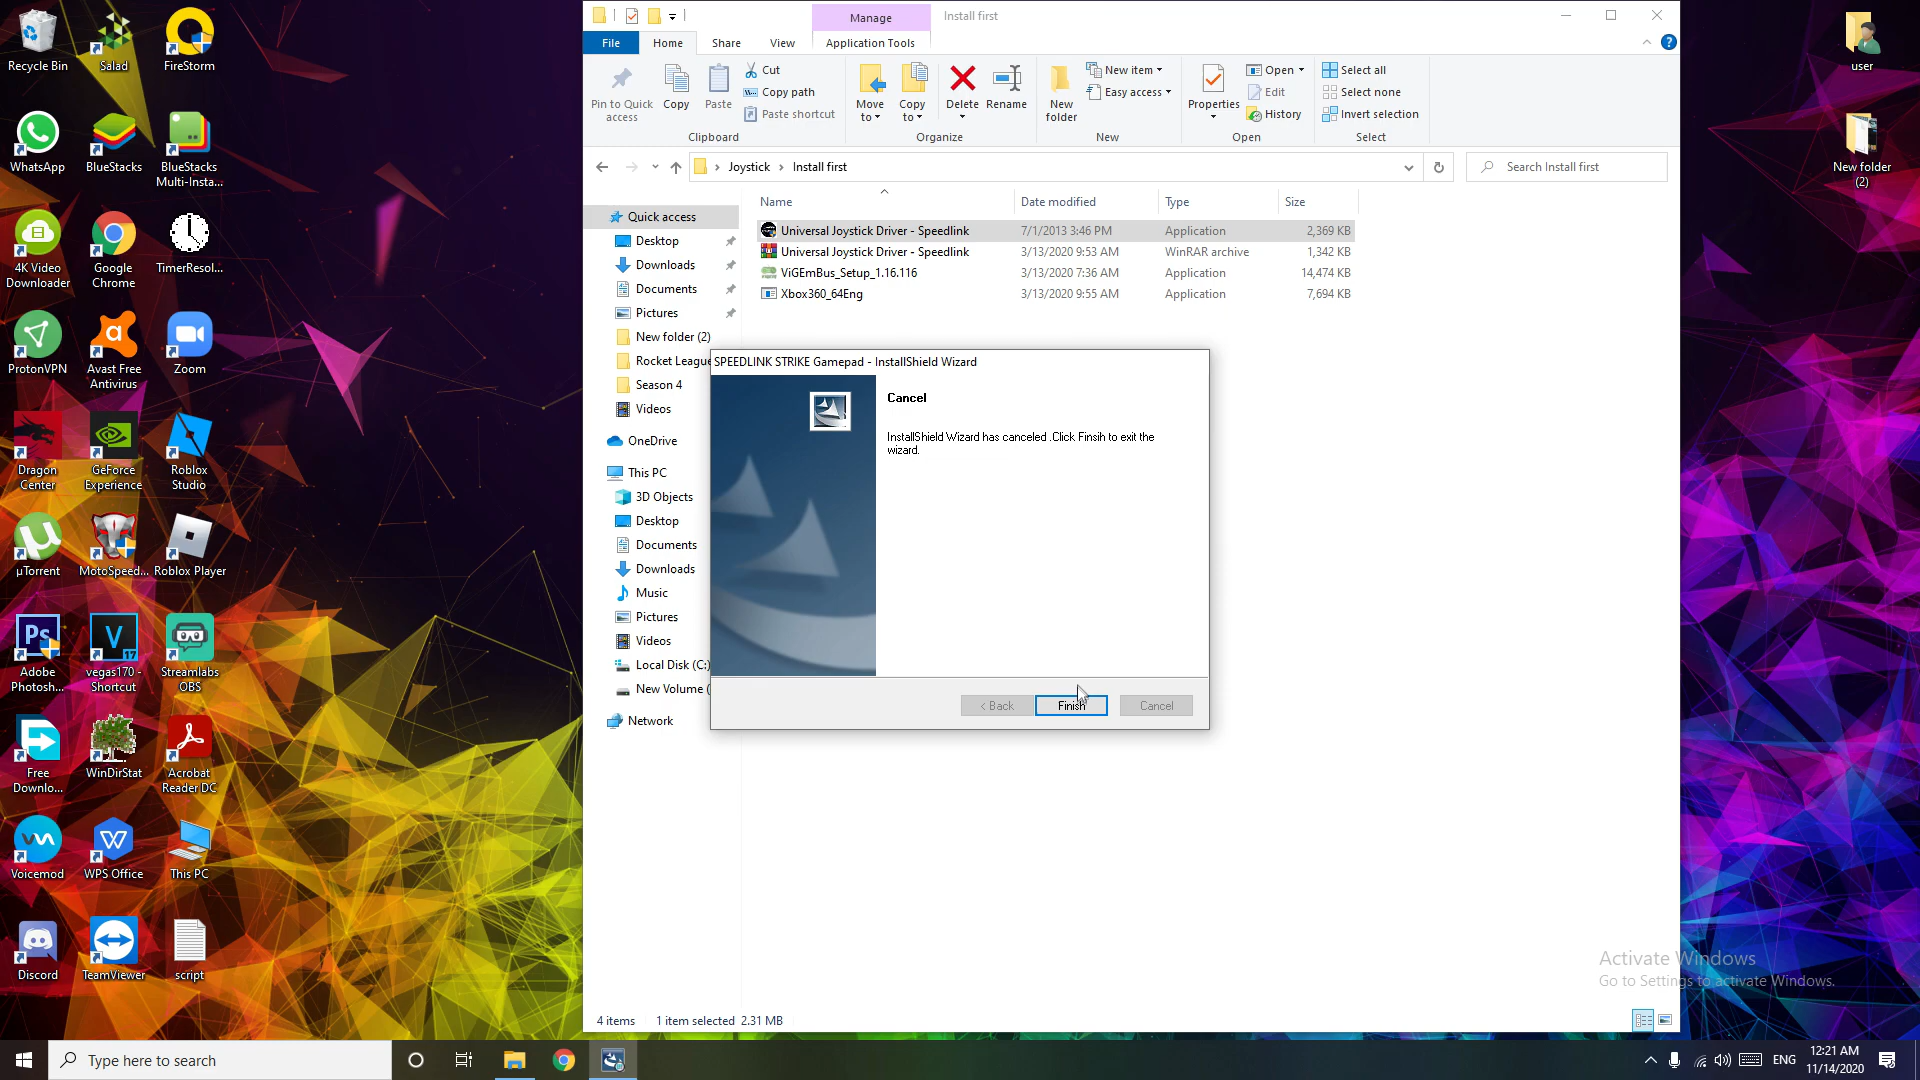 Recycle Bin
Salad
FireStorm
WhatsApp
BlueStacks
BlueStacks
Multi-Insta...
4K Video
Downloader
Google
Chrome
TimerResol...
ProtonVPN
Avast Free
Antivirus
Zoom
Dragon
Center
GeForce
Experience
Roblox
Studio
µTorrent
MotoSpeed...
Roblox Player
Adobe
Photosh...
vegas170 -
Shortcut
Streamlabs
OBS
Free
Downlo...
WinDirStat
Acrobat
Reader DC
Voicemod
WPS Office
This PC
Discord
TeamViewer
script
Manage
Install first
File
Home
Share
View
Application Tools
Pin to Quick
access
Copy
Paste
Cut
Copy path
Paste shortcut
Clipboard
Move
to
Copy
to
Delete
Rename
Organize
New
folder
New item
Easy access
New
Properties
Open
Edit
History
Open
Select all
Select none
Invert selection
Select
Joystick
Install first
Search Install first
Name
Date modified
Type
Size
Universal Joystick Driver - Speedlink 7/1/2013 3:46 PM Application 2,369 KB
Universal Joystick Driver - Speedlink 3/13/2020 9:53 AM WinRAR archive 1,342 KB
ViGEmBus_Setup_1.16.116 3/13/2020 7:36 AM Application 14,474 KB
Xbox360_64Eng 3/13/2020 9:55 AM Application 7,694 KB
Quick access
Desktop
Downloads
Documents
Pictures
New folder (2)
Rocket League
Season 4
Videos
OneDrive
This PC
3D Objects
Desktop
Documents
Downloads
Music
Pictures
Videos
Local Disk (C:)
New Volume (
Network
SPEEDLINK STRIKE Gamepad - InstallShield Wizard
Cancel
InstallShield Wizard has canceled .Click Finsih to exit the
wizard.
< Back
Finish
Cancel
4 items
1 item selected 2.31 MB
user
New folder
(2)
Activate Windows
Go to Settings to activate Windows.
Type here to search
ENG
12:21 AM
11/14/2020